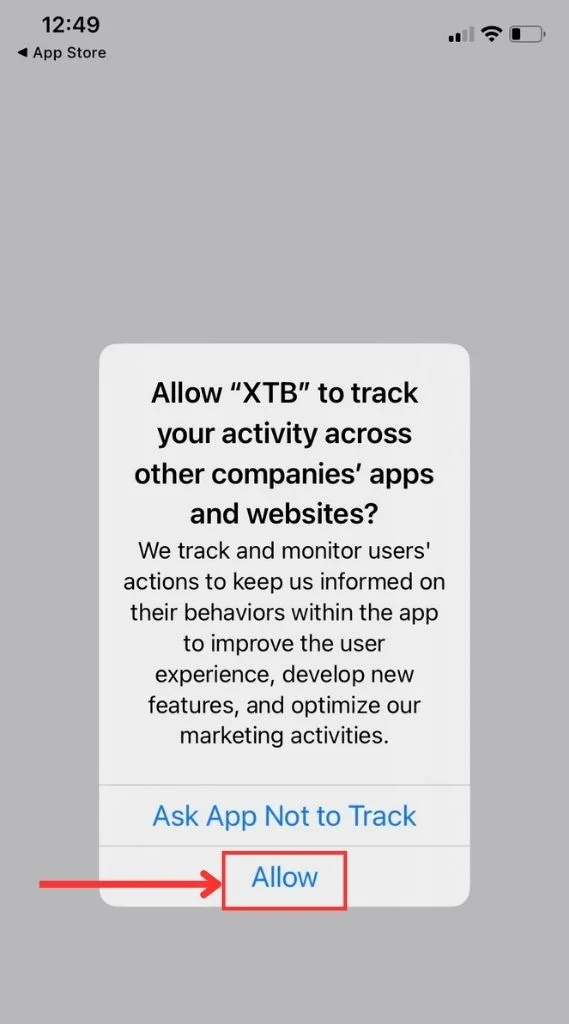 12:49
◀ App Store
Allow “XTB” to track
your activity across
other companies’ apps
and websites?
We track and monitor users'
actions to keep us informed on
their behaviors within the app
to improve the user
experience, develop new
features, and optimize our
marketing activities.
Ask App Not to Track
Allow